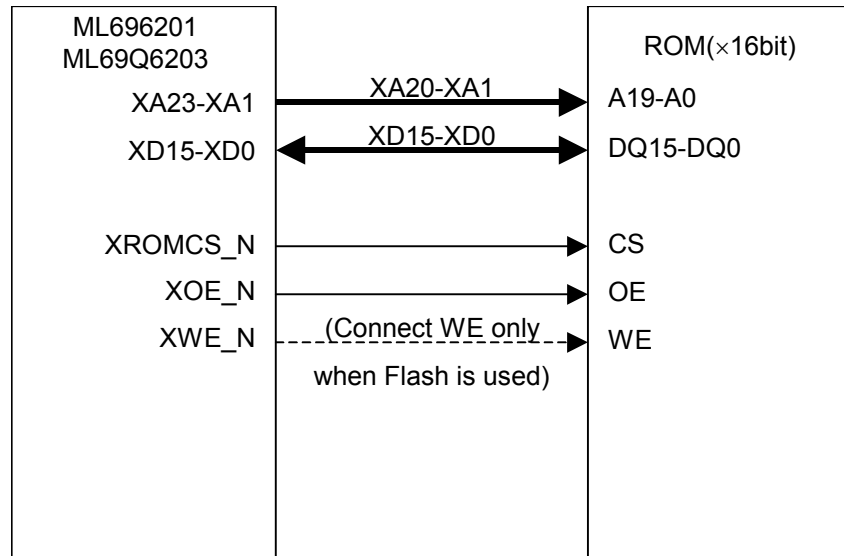 ML696201
ML69Q6203
ROM(×16bit)
XA23-XA1
XA20-XA1
A19-A0
XD15-XD0
XD15-XD0
DQ15-DQ0
XROMCS_N
CS
XOE_N
OE
XWE_N
(Connect WE only
WE
when Flash is used)